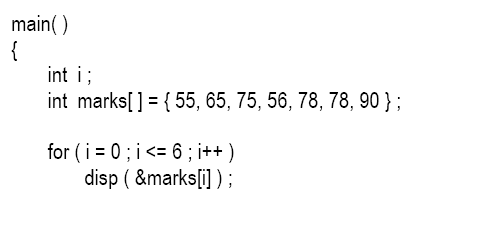 main( )
{
int i ;
int marks[ ] = { 55, 65, 75, 56, 78, 78, 90 } ;
for ( i = 0 ; i <= 6 ; i++ )
disp ( &marks[i] ) ;